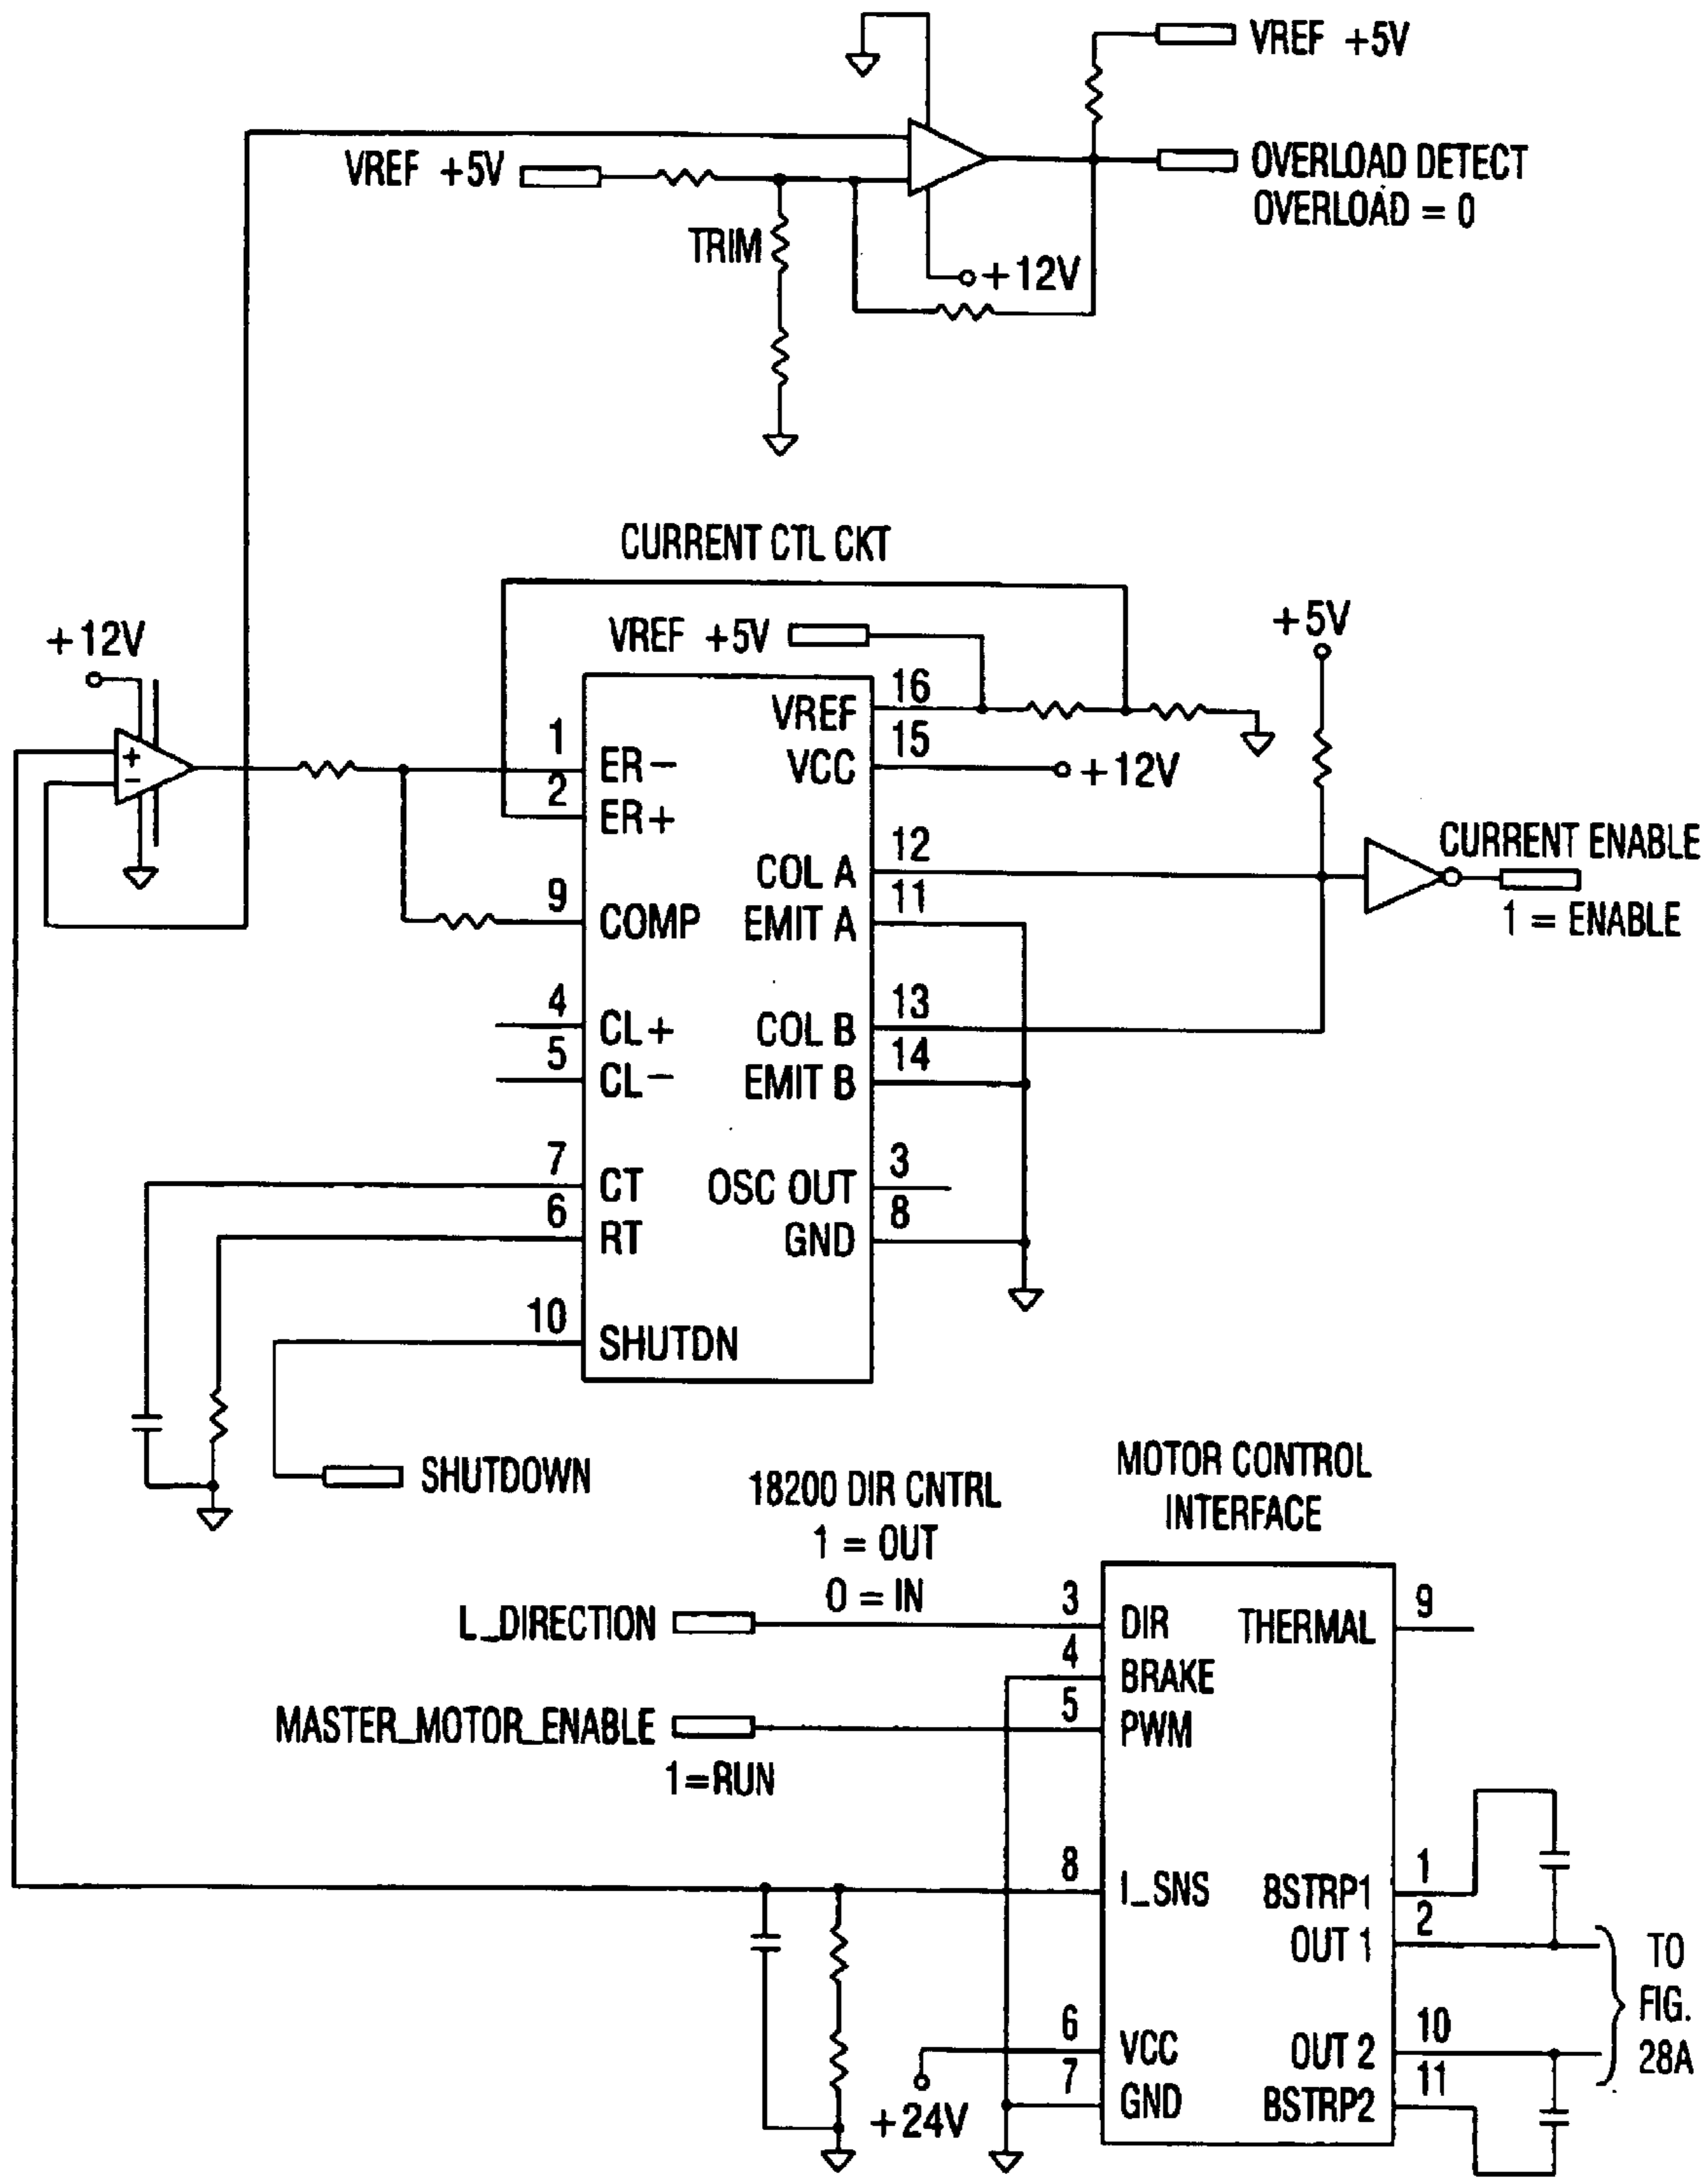 VREF +5V
VREF +5V
OVERLOAD DETECT
OVERLOAD = 0
TRIM
+12V
CURRENT CTL CKT
+12V
VREF +5V
+5V
+
−
1
ER−
2
ER+
9
COMP
4
CL+
5
CL−
7
CT
6
RT
10
SHUTDN
16
VREF
15
VCC
+12V
12
COL A
11
EMIT A
13
COL B
14
EMIT B
3
OSC OUT
8
GND
CURRENT ENABLE
1 = ENABLE
SHUTDOWN
18200 DIR CNTRL
1 = OUT
0 = IN
MOTOR CONTROL
INTERFACE
L_DIRECTION
3
DIR
4
BRAKE
MASTER_MOTOR_ENABLE
1=RUN
5
PWM
8
I_SNS
6
VCC
+24V
7
GND
THERMAL
9
BSTRP1
1
OUT 1
2
OUT 2
10
BSTRP2
11
TO
FIG.
28A